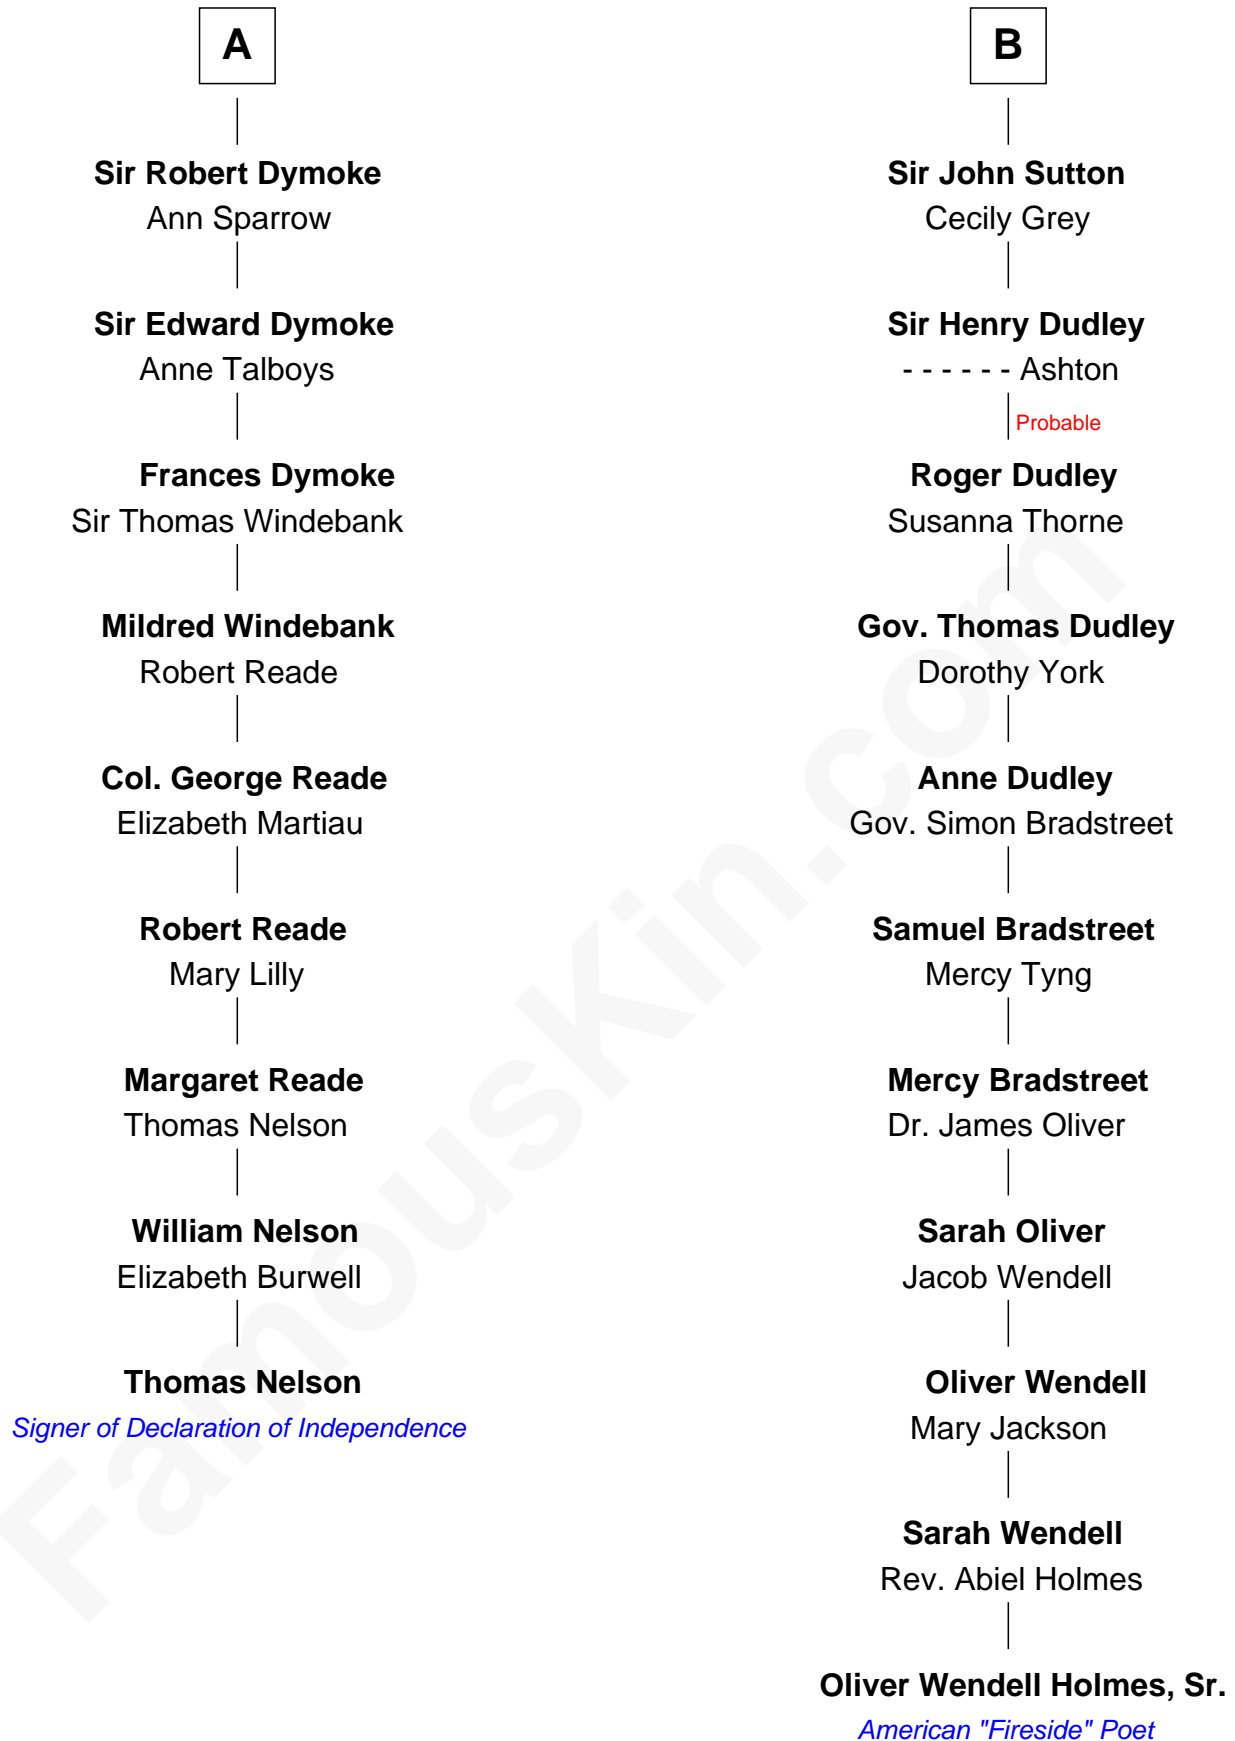 A
Sir Robert Dymoke
Ann Sparrow
Sir Edward Dymoke
Anne Talboys
Frances Dymoke
Sir Thomas Windebank
Mildred Windebank
Robert Reade
Col. George Reade
Elizabeth Martiau
Robert Reade
Mary Lilly
Margaret Reade
Thomas Nelson
William Nelson
Elizabeth Burwell
Thomas Nelson
Signer of Declaration of Independence
B
Sir John Sutton
Cecily Grey
Sir Henry Dudley
- - - - - - Ashton
Probable
Roger Dudley
Susanna Thorne
Gov. Thomas Dudley
Dorothy York
Anne Dudley
Gov. Simon Bradstreet
Samuel Bradstreet
Mercy Tyng
Mercy Bradstreet
Dr. James Oliver
Sarah Oliver
Jacob Wendell
Oliver Wendell
Mary Jackson
Sarah Wendell
Rev. Abiel Holmes
Oliver Wendell Holmes, Sr.
American "Fireside" Poet
FamousKin.com